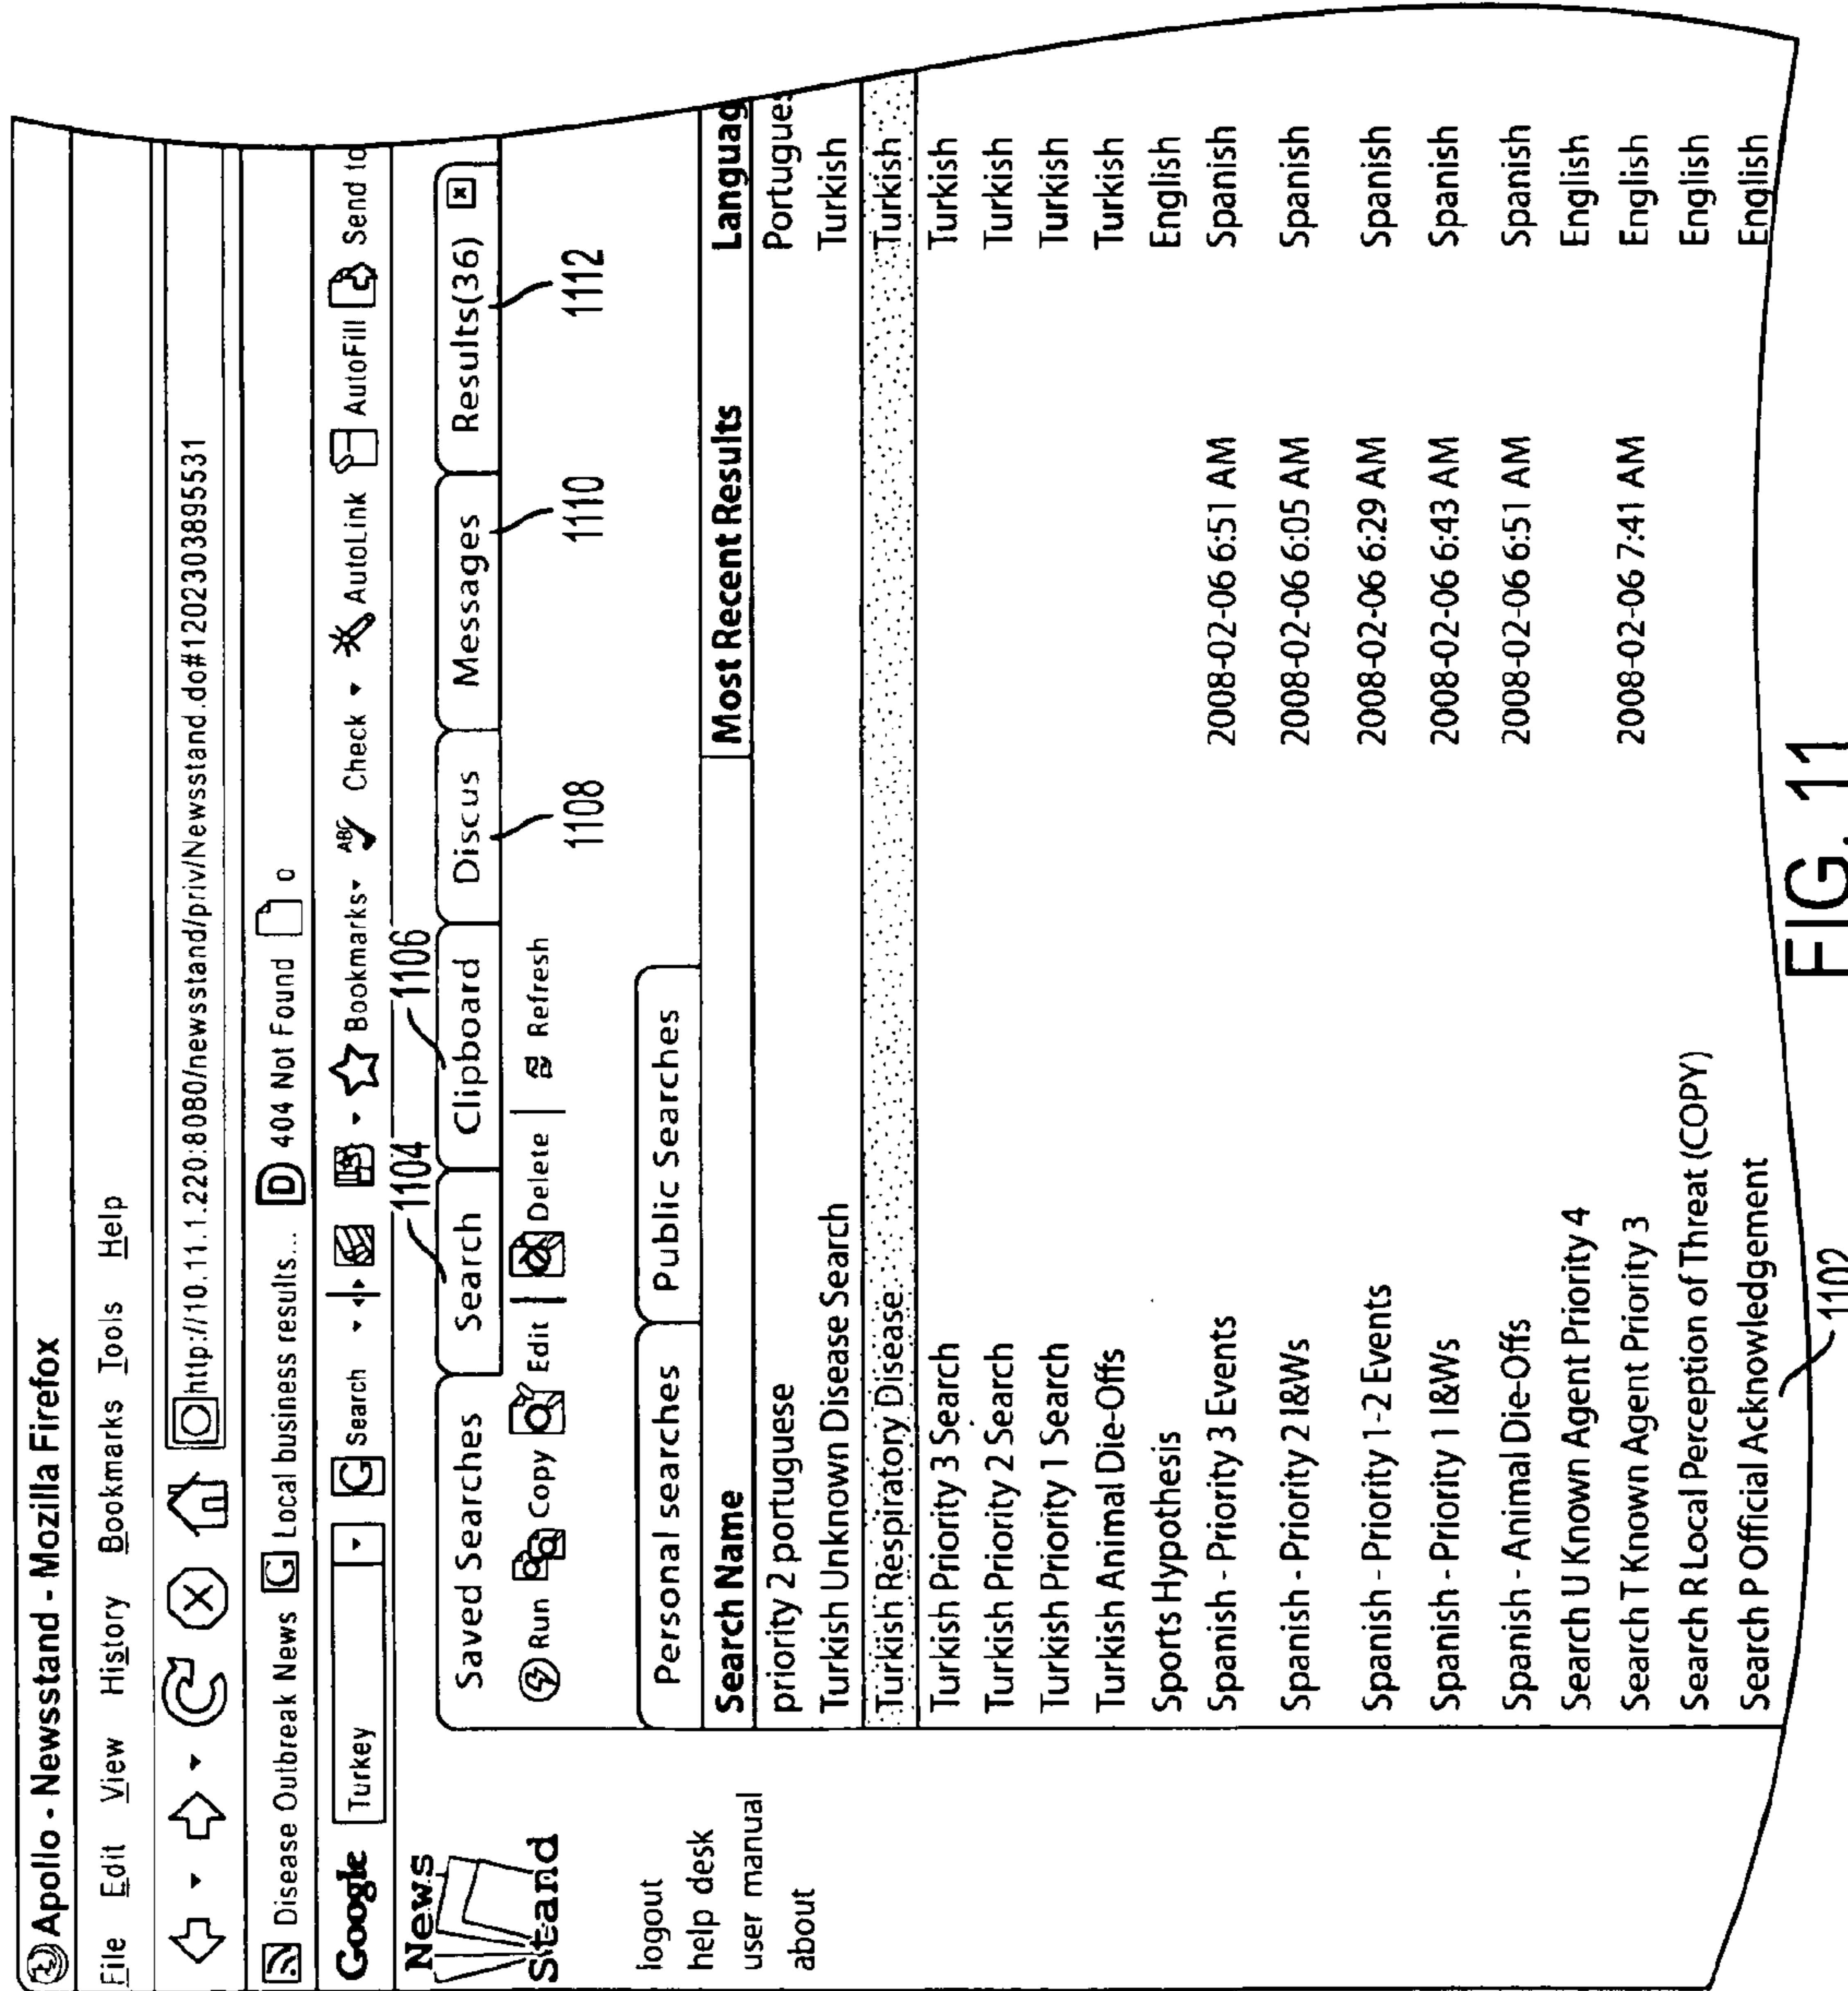 Apollo - Newsstand - Mozilla Firefox
File Edit View History Bookmarks Tools Help
http://10.11.1.220:8080/newsstand/priv/Newsstand.do#1202303895531
Disease Outbreak News G Local business results... D 404 Not Found o
Google Turkey G Search Bookmarks ABC Check AutoLink AutoFill Send to
1104 1106
News Stand
Saved Searches Search Clipboard Discus Messages Results(36) x
Run Copy Edit | Delete | Refresh
1108 1110 1112
logout
help desk
user manual
about
Personal searches Public Searches
Search Name Most Recent Results Languag
priority 2 portuguese Portugues
Turkish Unknown Disease Search Turkish
Turkish Respiratory Disease Turkish
Turkish Priority 3 Search Turkish
Turkish Priority 2 Search Turkish
Turkish Priority 1 Search Turkish
Turkish Animal Die-Offs Turkish
Sports Hypothesis English
Spanish - Priority 3 Events 2008-02-06 6:51 AM Spanish
Spanish - Priority 2 I&Ws 2008-02-06 6:05 AM Spanish
Spanish - Priority 1-2 Events 2008-02-06 6:29 AM Spanish
Spanish - Priority 1 I&Ws 2008-02-06 6:43 AM Spanish
Spanish - Animal Die-Offs 2008-02-06 6:51 AM Spanish
Search U Known Agent Priority 4 English
Search T Known Agent Priority 3 2008-02-06 7:41 AM English
Search R Local Perception of Threat (COPY) English
Search P Official Acknowledgement English
1102
FIG. 11